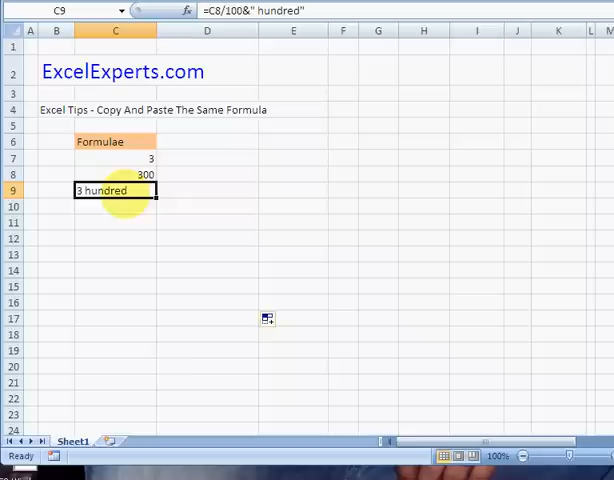 C9 fx =C8/100&" hundred"
A B C D E F G H I J K L M
1
2 ExcelExperts.com
3
4 Excel Tips - Copy And Paste The Same Formula
5
6 Formulae
7 3
8 300
9 3 hundred
10
11
12
13
14
15
16
17
18
19
20
21
22
23
24
Sheet1
Ready 100%